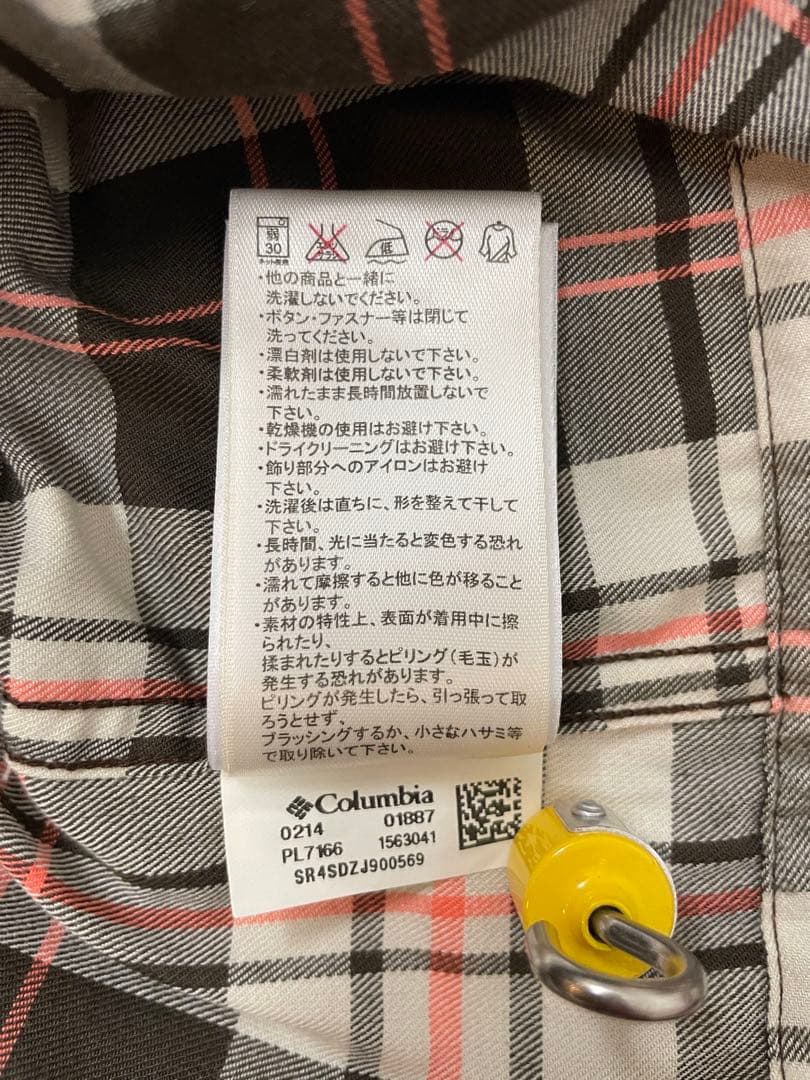 弱
30
ネット使用
エンソ
サラシ
低
ドライ
・他の商品と一緒に
洗濯しないでください。
・ボタン・ファスナー等は閉じて
洗ってください。
・漂白剤は使用しないで下さい。
・柔軟剤は使用しないで下さい。
・濡れたまま長時間放置しないで
下さい。
・乾燥機の使用はお避け下さい。
・ドライクリーニングはお避け下さい。
・飾り部分へのアイロンはお避け
下さい。
・洗濯後は直ちに、形を整えて干して
下さい。
・長時間、光に当たると変色する恐れ
があります。
・濡れて摩擦すると他に色が移ること
があります。
・素材の特性上、表面が着用中に擦
られたり、
揉まれたりするとピリング(毛玉)が
発生する恐れがあります。
ピリングが発生したら、引っ張って取
ろうとせず、
ブラッシングするか、小さなハサミ等
で取り除いて下さい。
Columbia
0214 01887
PL7166 1563041
SR4SDZJ900569